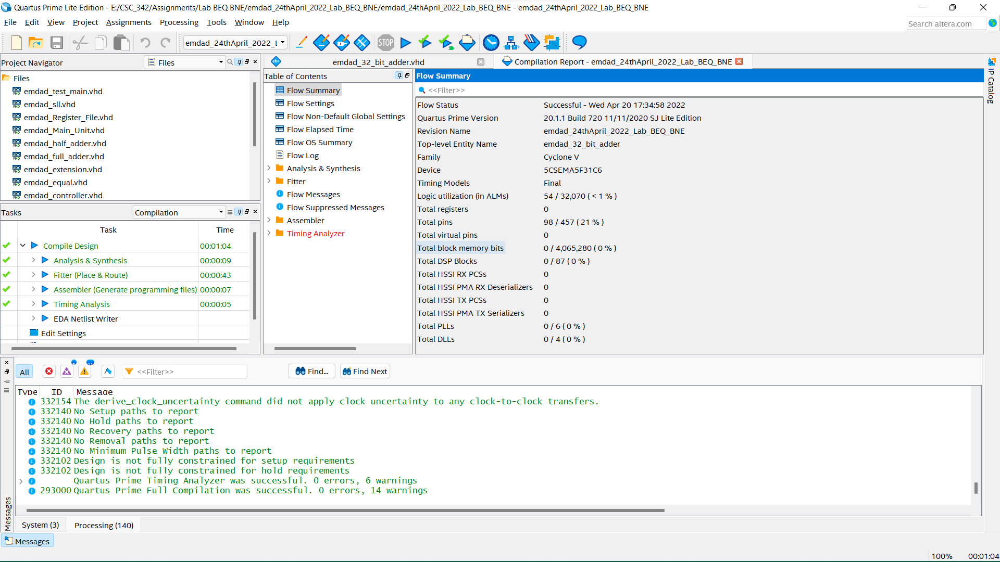 Quartus Prime Lite Edition - E:/CSC_342/Assignments/Lab BEQ BNE/emdad_24thApril_2022_Lab_BEQ_BNE/emdad_24thApril_2022_Lab_BEQ_BNE - emdad_24thApril_2022_Lab_BEQ_BNE
File Edit View Project Assignments Processing Tools Window Help
Search altera.com
emdad_24thApril_2022_L
STOP
Project Navigator
Files
Files
emdad_test_main.vhd
emdad_sll.vhd
emdad_Register_File.vhd
emdad_Main_Unit.vhd
emdad_half_adder.vhd
emdad_full_adder.vhd
emdad_extension.vhd
emdad_equal.vhd
emdad_controller.vhd
Tasks
Compilation
Task Time
Compile Design 00:01:04
Analysis & Synthesis 00:00:09
Fitter (Place & Route) 00:00:43
Assembler (Generate programming files) 00:00:07
Timing Analysis 00:00:05
EDA Netlist Writer
Edit Settings
emdad_32_bit_adder.vhd
Compilation Report - emdad_24thApril_2022_Lab_BEQ_BNE
Table of Contents
Flow Summary
Flow Settings
Flow Non-Default Global Settings
Flow Elapsed Time
Flow OS Summary
Flow Log
Analysis & Synthesis
Fitter
Flow Messages
Flow Suppressed Messages
Assembler
Timing Analyzer
Flow Summary
<<Filter>>
Flow Status Successful - Wed Apr 20 17:34:58 2022
Quartus Prime Version 20.1.1 Build 720 11/11/2020 SJ Lite Edition
Revision Name emdad_24thApril_2022_Lab_BEQ_BNE
Top-level Entity Name emdad_32_bit_adder
Family Cyclone V
Device 5CSEMA5F31C6
Timing Models Final
Logic utilization (in ALMs) 54 / 32,070 ( < 1 % )
Total registers 0
Total pins 98 / 457 ( 21 % )
Total virtual pins 0
Total block memory bits 0 / 4,065,280 ( 0 % )
Total DSP Blocks 0 / 87 ( 0 % )
Total HSSI RX PCSs 0
Total HSSI PMA RX Deserializers 0
Total HSSI TX PCSs 0
Total HSSI PMA TX Serializers 0
Total PLLs 0 / 6 ( 0 % )
Total DLLs 0 / 4 ( 0 % )
IP Catalog
All
<<Filter>>
Find...
Find Next
Type ID Message
332154 The derive_clock_uncertainty command did not apply clock uncertainty to any clock-to-clock transfers.
332140 No Setup paths to report
332140 No Hold paths to report
332140 No Recovery paths to report
332140 No Removal paths to report
332140 No Minimum Pulse Width paths to report
332102 Design is not fully constrained for setup requirements
332102 Design is not fully constrained for hold requirements
Quartus Prime Timing Analyzer was successful. 0 errors, 6 warnings
293000 Quartus Prime Full Compilation was successful. 0 errors, 14 warnings
Messages
System (3)
Processing (140)
Messages
100% 00:01:04